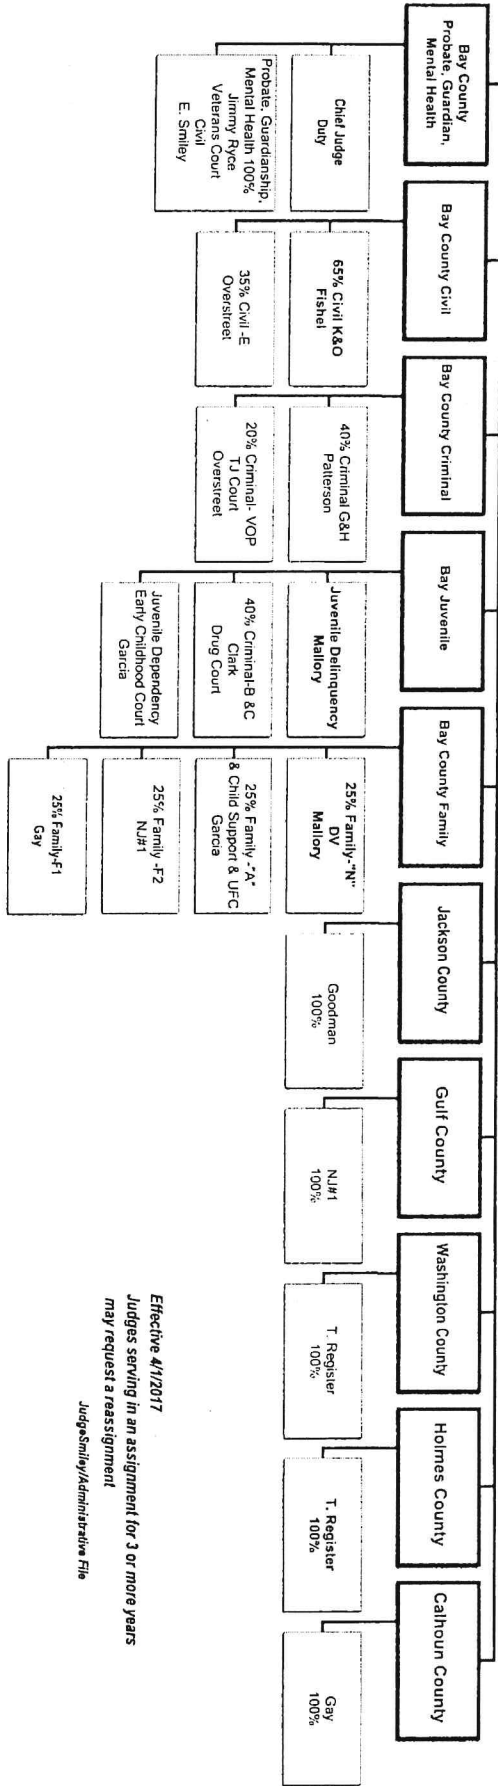 Bay County
Probate, Guardian,
Mental Health
Chief Judge
Duty
Probate, Guardianship,
Mental Health 100%
Jimmy Ryce
Veterans Court
Civil
E. Smiley
Bay County Civil
65% Civil K&O
Fishel
35% Civil -E
Overstreet
Bay County Criminal
40% Criminal G&H
Patterson
20% Criminal- VOP
TJ Court
Overstreet
Bay Juvenile
Juvenile Delinquency
Mallory
40% Criminal-B &C
Clark
Drug Court
Juvenile Dependency
Early Childhood Court
Garcia
Bay County Family
25% Family-"N"
DV
Mallory
25% Family -"A"
& Child Support & UFC
Garcia
25% Family -F2
NJ#1
25% Family-F1
Gay
Jackson County
Goodman
100%
Gulf County
NJ#1
100%
Washington County
T. Register
100%
Holmes County
T. Register
100%
Calhoun County
Gay
100%
Effective 4/1/2017
Judges serving in an assignment for 3 or more years
may request a reassignment
JudgeSmiley/Administrative File